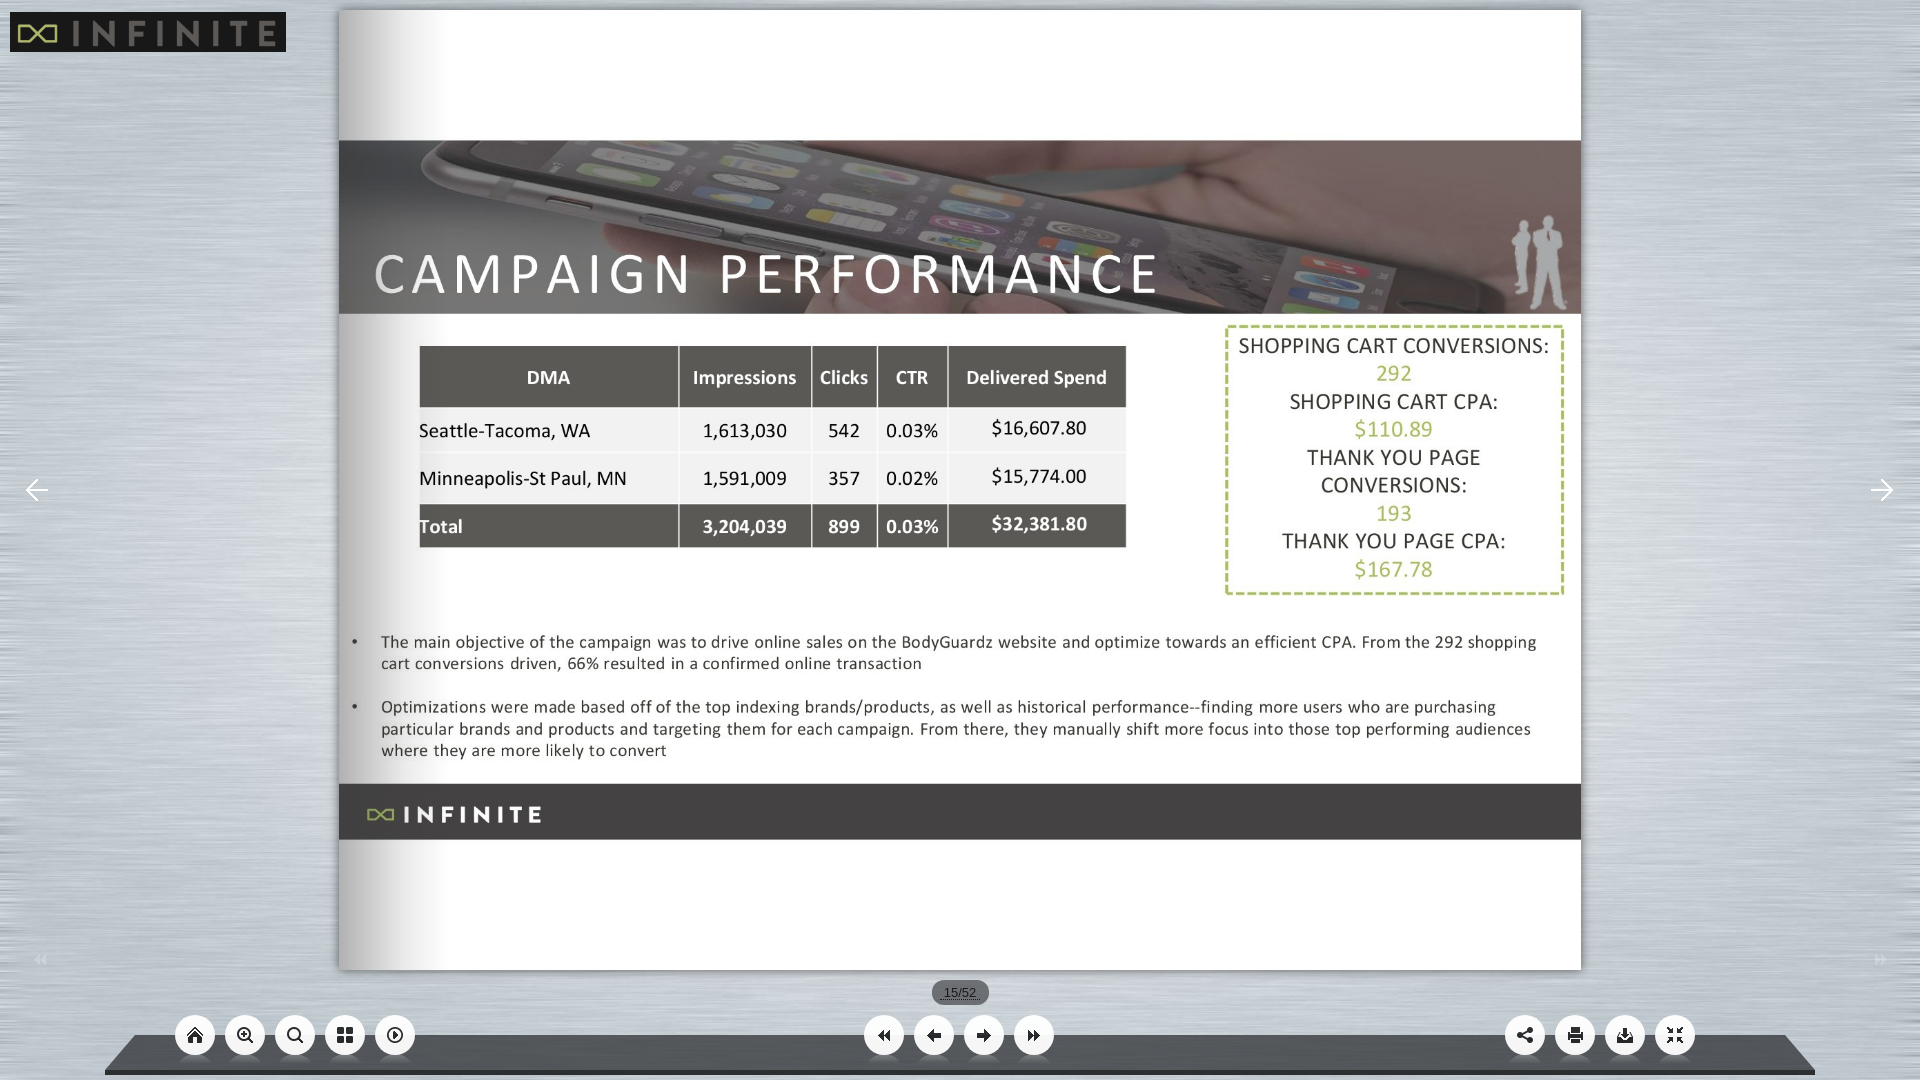 INFINITE
CAMPAIGN PERFORMANCE
DMA Impressions Clicks CTR Delivered Spend
Seattle-Tacoma, WA 1,613,030 542 0.03% $16,607.80
Minneapolis-St Paul, MN 1,591,009 357 0.02% $15,774.00
Total 3,204,039 899 0.03% $32,381.80
SHOPPING CART CONVERSIONS:
292
SHOPPING CART CPA:
$110.89
THANK YOU PAGE
CONVERSIONS:
193
THANK YOU PAGE CPA:
$167.78
• The main objective of the campaign was to drive online sales on the BodyGuardz website and optimize towards an efficient CPA. From the 292 shopping
cart conversions driven, 66% resulted in a confirmed online transaction
• Optimizations were made based off of the top indexing brands/products, as well as historical performance--finding more users who are purchasing
particular brands and products and targeting them for each campaign. From there, they manually shift more focus into those top performing audiences
where they are more likely to convert
INFINITE
15/52